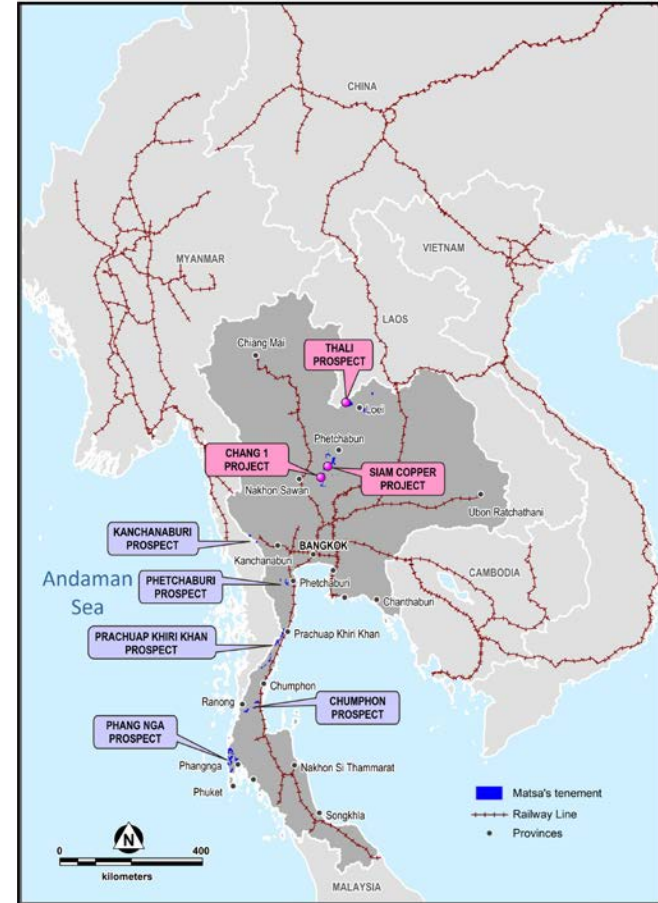 CHINA
VIETNAM
MYANMAR
LAOS
Chiang Mai
THALI
PROSPECT
Loei
Phetchabun
CHANG 1
PROJECT
SIAM COPPER
PROJECT
Nakhon Sawan
Ubon Ratchathani
KANCHANABURI
PROSPECT
BANGKOK
Kanchanaburi
CAMBODIA
PHETCHABURI
PROSPECT
Phetchaburi
Andaman
Sea
Chanthaburi
PRACHUAP KHIRI KHAN
PROSPECT
Prachuap Khiri Khan
Chumphon
Ranong
CHUMPHON
PROSPECT
PHANG NGA
PROSPECT
Phangnga
Nakhon Si Thammarat
Phuket
Matsa's tenement
Railway Line
Provinces
Songkhla
N
0 400
kilometers
MALAYSIA